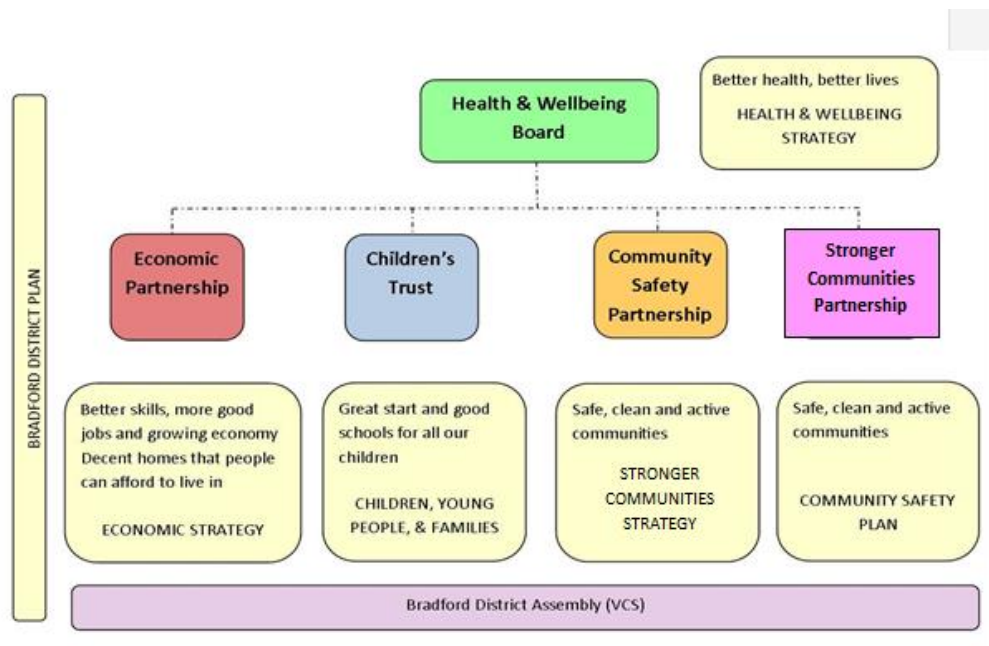 BRADFORD DISTRICT PLAN
Health & Wellbeing
Board
Better health, better lives
HEALTH & WELLBEING
STRATEGY
Economic
Partnership
Children's
Trust
Community
Safety
Partnership
Stronger
Communities
Partnership
Better skills, more good
jobs and growing economy
Decent homes that people
can afford to live in
ECONOMIC STRATEGY
Great start and good
schools for all our
children
CHILDREN, YOUNG
PEOPLE, & FAMILIES
Safe, clean and active
communities
STRONGER
COMMUNITIES
STRATEGY
Safe, clean and active
communities
COMMUNITY SAFETY
PLAN
Bradford District Assembly (VCS)